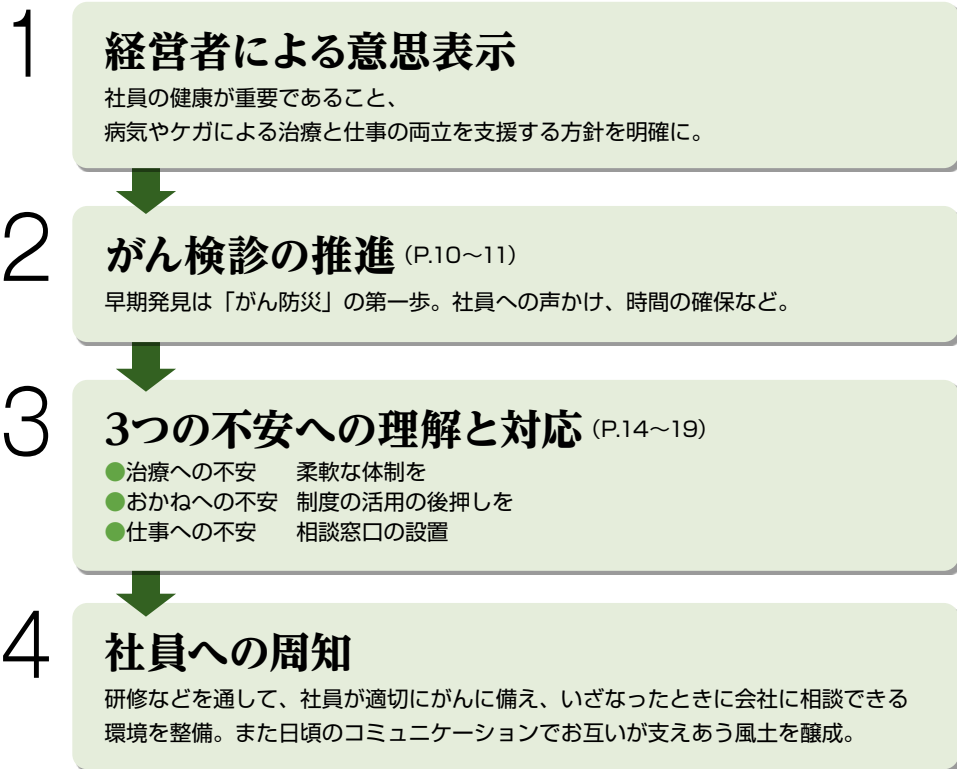 1
経営者による意思表示
社員の健康が重要であること、
病気やケガによる治療と仕事の両立を支援する方針を明確に。
2
がん検診の推進(P.10〜11)
早期発見は「がん防災」の第一歩。社員への声かけ、時間の確保など。
3
3つの不安への理解と対応(P.14〜19)
●治療への不安 柔軟な体制を
●おかねへの不安 制度の活用の後押しを
●仕事への不安 相談窓口の設置
4
社員への周知
研修などを通して、社員が適切にがんに備え、いざなったときに会社に相談できる
環境を整備。また日頃のコミュニケーションでお互いが支えあう風土を醸成。